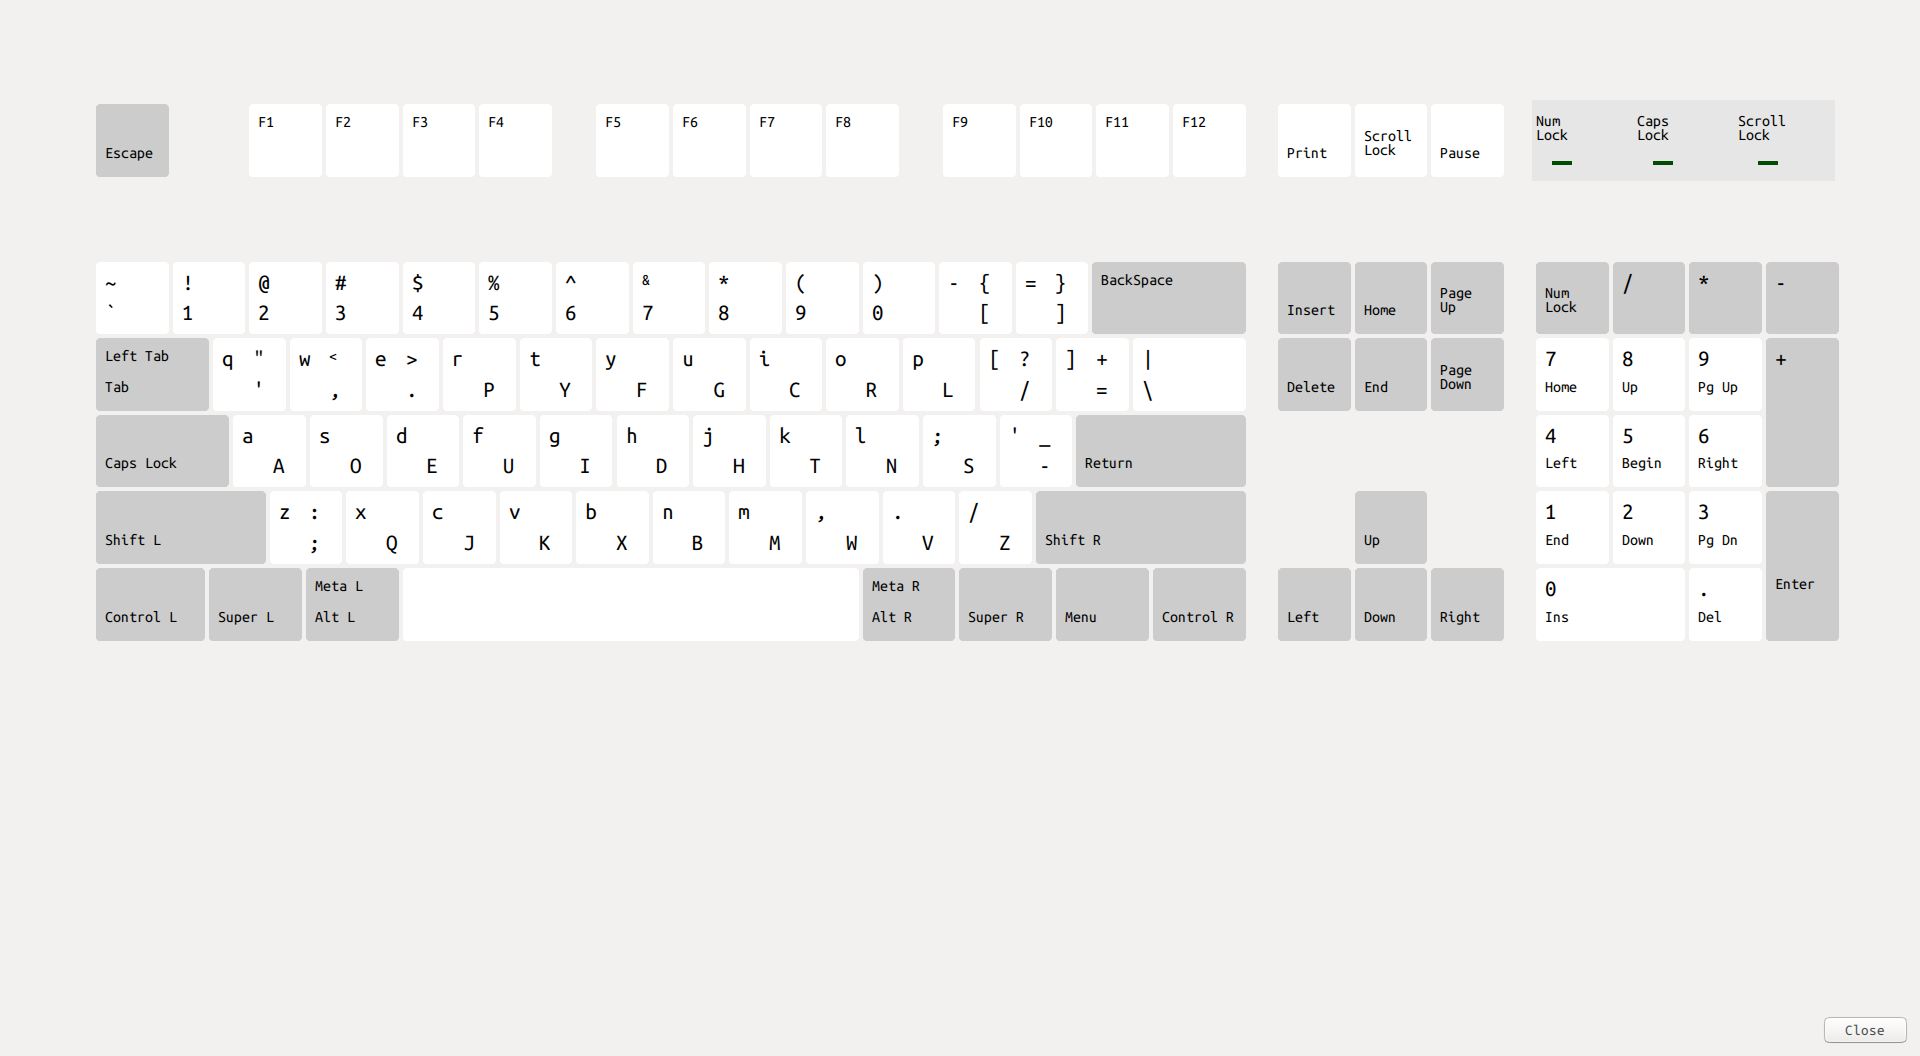 Escape F1 F2 F3 F4 F5 F6 F7 F8 F9 F10 F11 F12 Print Scroll Lock Pause Num Lock Caps Lock Scroll Lock
~ ! @ # $ % ^ & * ( ) - { = } BackSpace Insert Home Page Up Num Lock / * -
` 1 2 3 4 5 6 7 8 9 0 [ ]
Left Tab q " w < e > r t y u i o p [ ? ] + | Delete End Page Down 7 8 9 +
Tab ' , . P Y F G C R L / = \ Home Up Pg Up
a s d f g h j k l ; ' _ 4 5 6
Caps Lock A O E U I D H T N S - Return Left Begin Right
z : x c v b n m , . / 1 2 3
Shift L ; Q J K X B M W V Z Shift R Up End Down Pg Dn
Meta L Meta R 0 . Enter
Control L Super L Alt L Alt R Super R Menu Control R Left Down Right Ins Del
Close